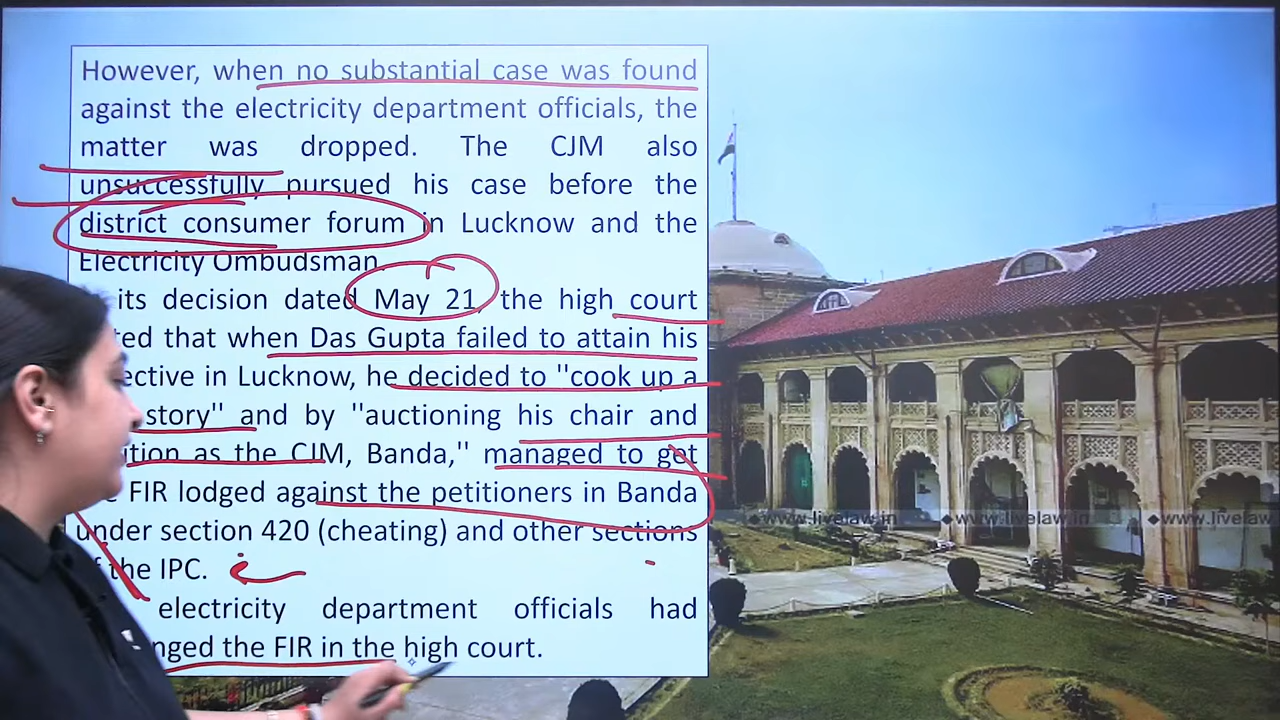 However, when no substantial case was found
against the electricity department officials, the
matter was dropped. The CJM also
unsuccessfully pursued his case before the
district consumer forum in Lucknow and the
Electricity Ombudsman.
its decision dated May 21, the high court
ted that when Das Gupta failed to attain his
ective in Lucknow, he decided to "cook up a
story" and by "auctioning his chair and
ition as the CJM, Banda," managed to get
FIR lodged against the petitioners in Banda
under section 420 (cheating) and other sections
of the IPC.
electricity department officials had
nged the FIR in the high court.
◆www.livelaw.in ◆www.livelaw.in ◆www.livelaw